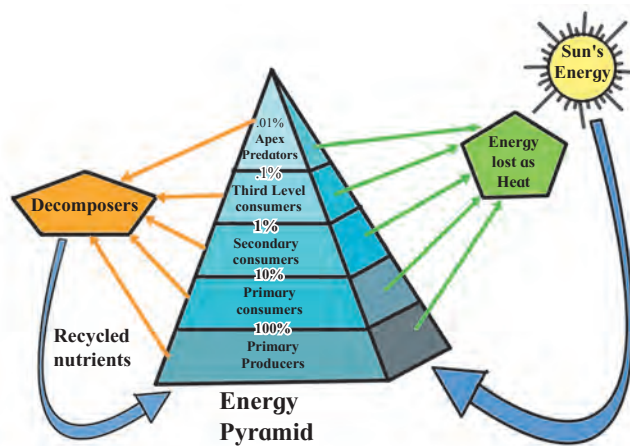 Sun's
Energy
.01%
Apex
Predators
Energy
lost as
Heat
.1%
Third Level
consumers
Decomposers
1%
Secondary
consumers
10%
Primary
consumers
Recycled
nutrients
100%
Primary
Producers
Energy
Pyramid